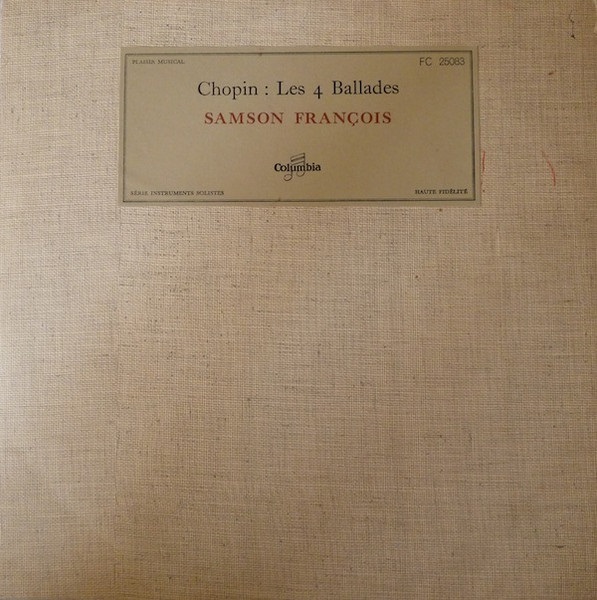 PLAISIR MUSICAL
FC 25083
Chopin : Les 4 Ballades
SAMSON FRANÇOIS
Columbia
SÉRIE INSTRUMENTS SOLISTES
HAUTE FIDÉLITÉ